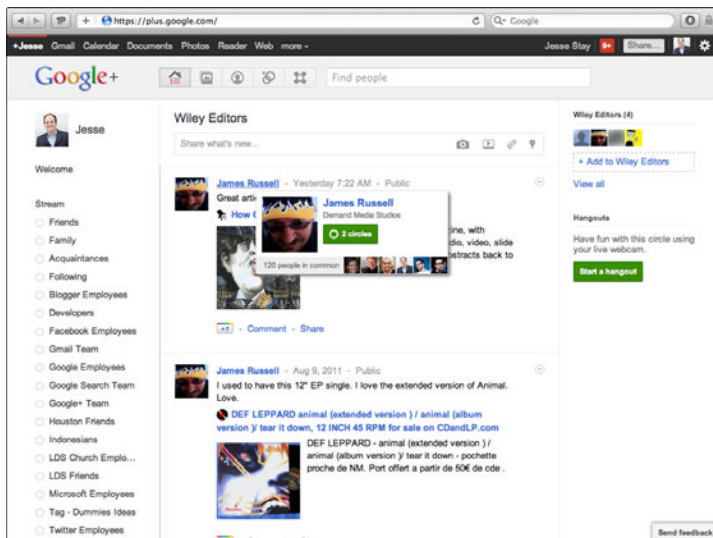 https://plus.google.com/
Google
+Jesse Gmail Calendar Documents Photos Reader Web more
Jesse Stay 9+ Share...
Google+
Find people
Jesse
Welcome
Stream
Friends
Family
Acquaintances
Following
Blogger Employees
Developers
Facebook Employees
Gmail Team
Google Employees
Google Search Team
Google+ Team
Houston Friends
Indonesians
LDS Church Emplo...
LDS Friends
Microsoft Employees
Tag - Dummies Ideas
Twitter Employees
Wiley Editors
Share what's new...
James Russell - Yesterday 7:22 AM - Public
Great
How
James Russell
Demand Media Studios
2 circles
120 people in common
with
video, slide
back to
+1 - Comment - Share
James Russell - Aug 9, 2011 - Public
I used to have this 12" EP single. I love the extended version of Animal.
Love.
DEF LEPPARD animal (extended version ) / animal (album
version )/ tear it down, 12 INCH 45 RPM for sale on CDandLP.com
DEF LEPPARD - animal (extended version ) /
animal (album version )/ tear it down - pochette
proche de NM. Port offert a partir de 50€ de cde .
Wiley Editors (4)
+ Add to Wiley Editors
View all
Hangouts
Have fun with this circle using
your live webcam.
Start a hangout
Send feedback